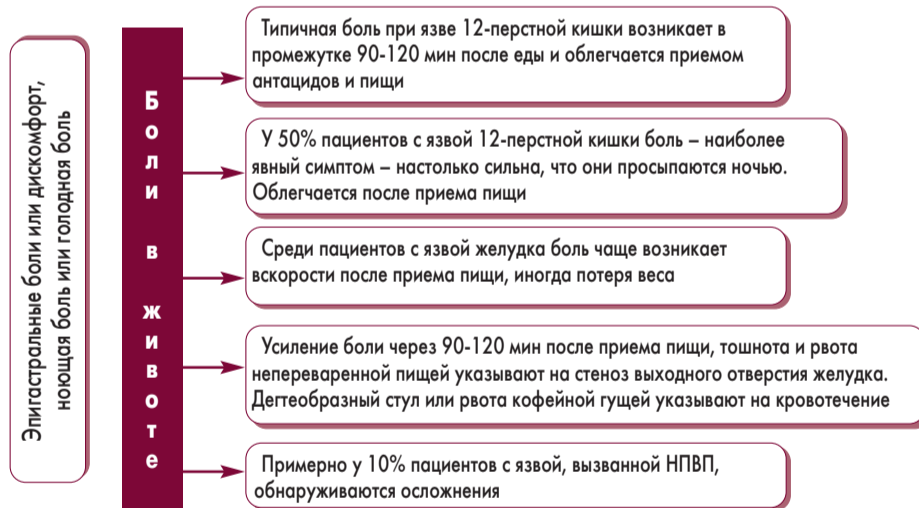 Эпигастральные боли или дискомфорт,
ноющая боль или голодная боль
Боли в животе
Типичная боль при язве 12-перстной кишки возникает в
промежутке 90-120 мин после еды и облегчается приемом
антацидов и пищи
У 50% пациентов с язвой 12-перстной кишки боль – наиболее
явный симптом – настолько сильна, что они просыпаются ночью.
Облегчается после приема пищи
Среди пациентов с язвой желудка боль чаще возникает
вскорости после приема пищи, иногда потеря веса
Усиление боли через 90-120 мин после приема пищи, тошнота и рвота
непереваренной пищей указывают на стеноз выходного отверстия желудка.
Дегтеобразный стул или рвота кофейной гущей указывают на кровотечение
Примерно у 10% пациентов с язвой, вызванной НПВП,
обнаруживаются осложнения